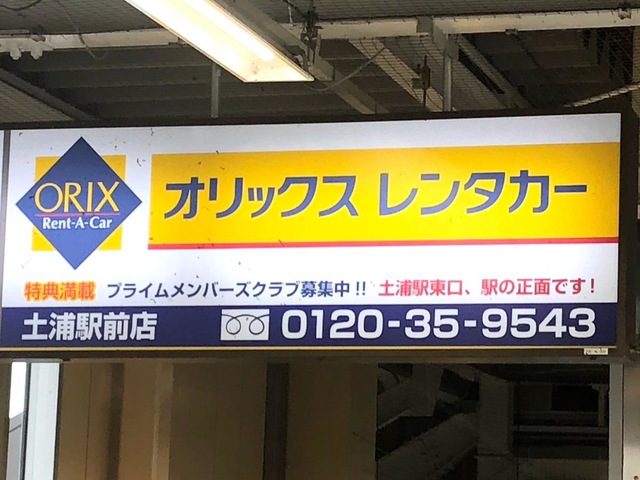 ORIX
Rent-A-Car
オリックス レンタカー
特典満載 プライムメンバーズクラブ募集中!! 土浦駅東口、駅の正面です!
土浦駅前店 0120-35-9543